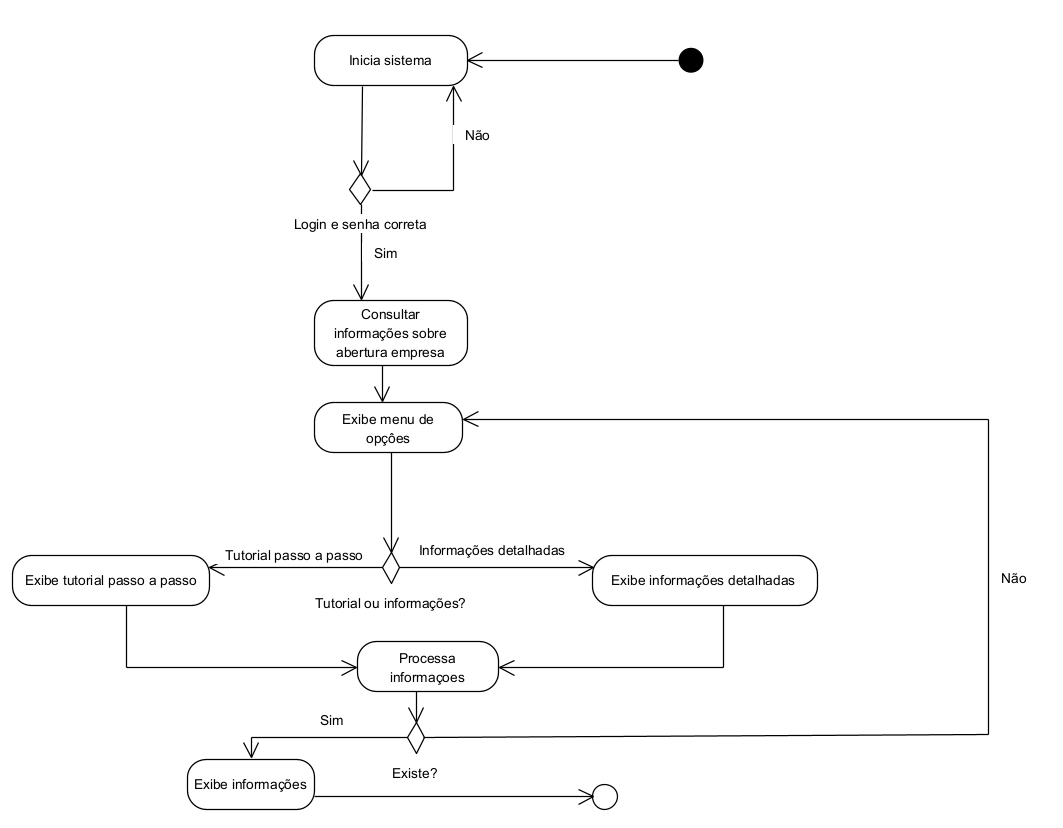 Inicia sistema
Não
Login e senha correta
Sim
Consultar
informações sobre
abertura empresa
Exibe menu de
opçôes
Tutorial passo a passo
Informações detalhadas
Exibe tutorial passo a passo
Exibe informações detalhadas
Não
Tutorial ou informações?
Processa
informaçoes
Sim
Existe?
Exibe informações